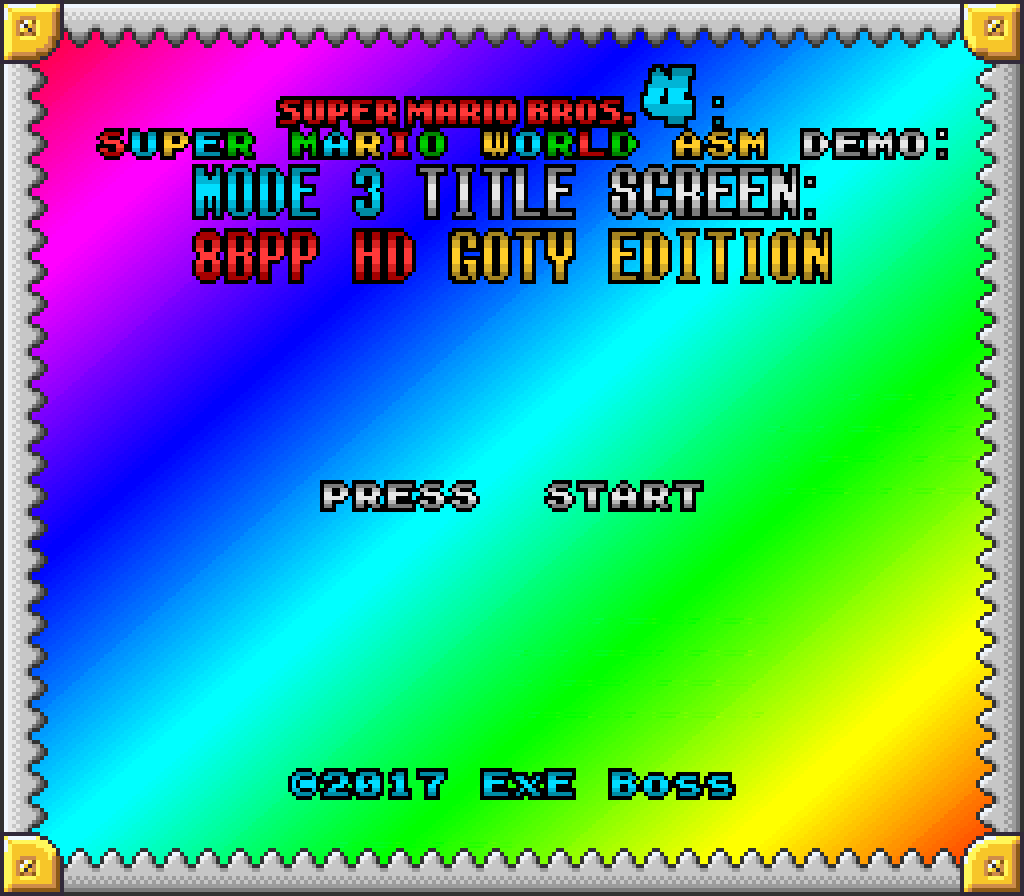 SUPER MARIO BROS. 4 :
SUPER MARIO WORLD ASM DEMO:
MODE 3 TITLE SCREEN:
8BPP HD GOTY EDITION
PRESS START
©2017 ExE Boss